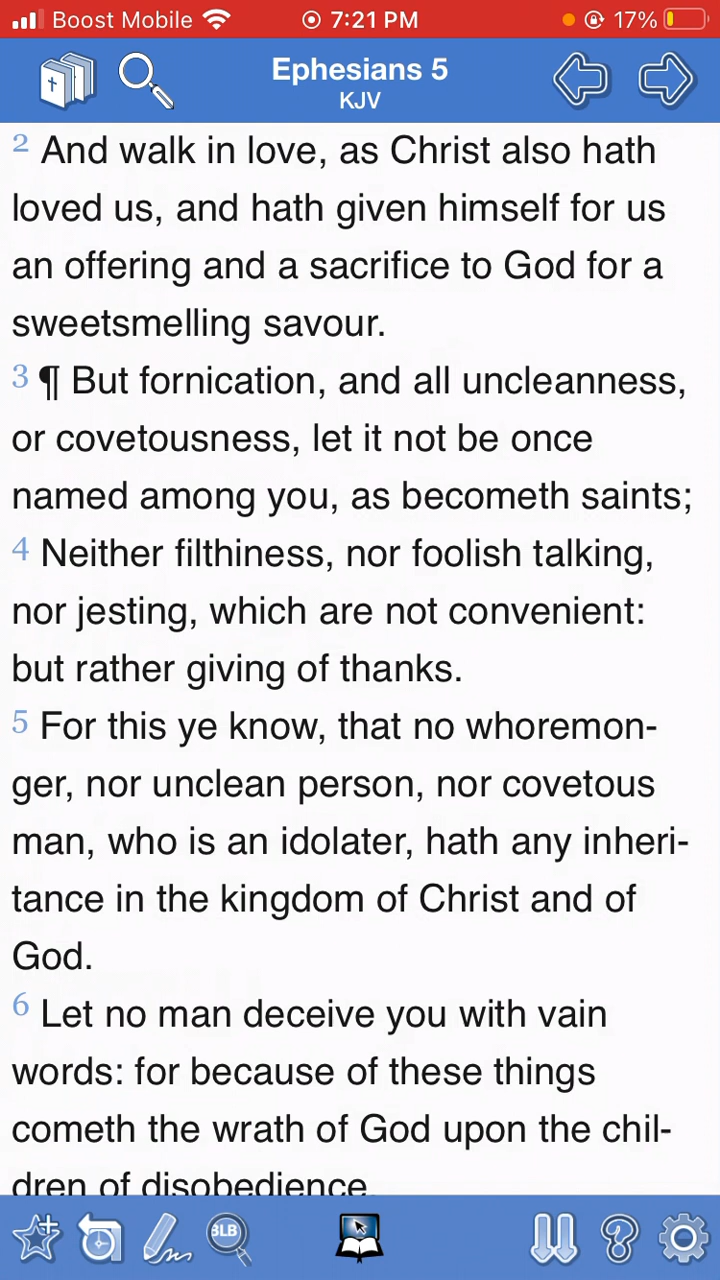 Boost Mobile 7:21 PM 17%
Ephesians 5
KJV
2 And walk in love, as Christ also hath
loved us, and hath given himself for us
an offering and a sacrifice to God for a
sweetsmelling savour.
3 ¶ But fornication, and all uncleanness,
or covetousness, let it not be once
named among you, as becometh saints;
4 Neither filthiness, nor foolish talking,
nor jesting, which are not convenient:
but rather giving of thanks.
5 For this ye know, that no whoremon-
ger, nor unclean person, nor covetous
man, who is an idolater, hath any inheri-
tance in the kingdom of Christ and of
God.
6 Let no man deceive you with vain
words: for because of these things
cometh the wrath of God upon the chil-
dren of disobedience.
BLB